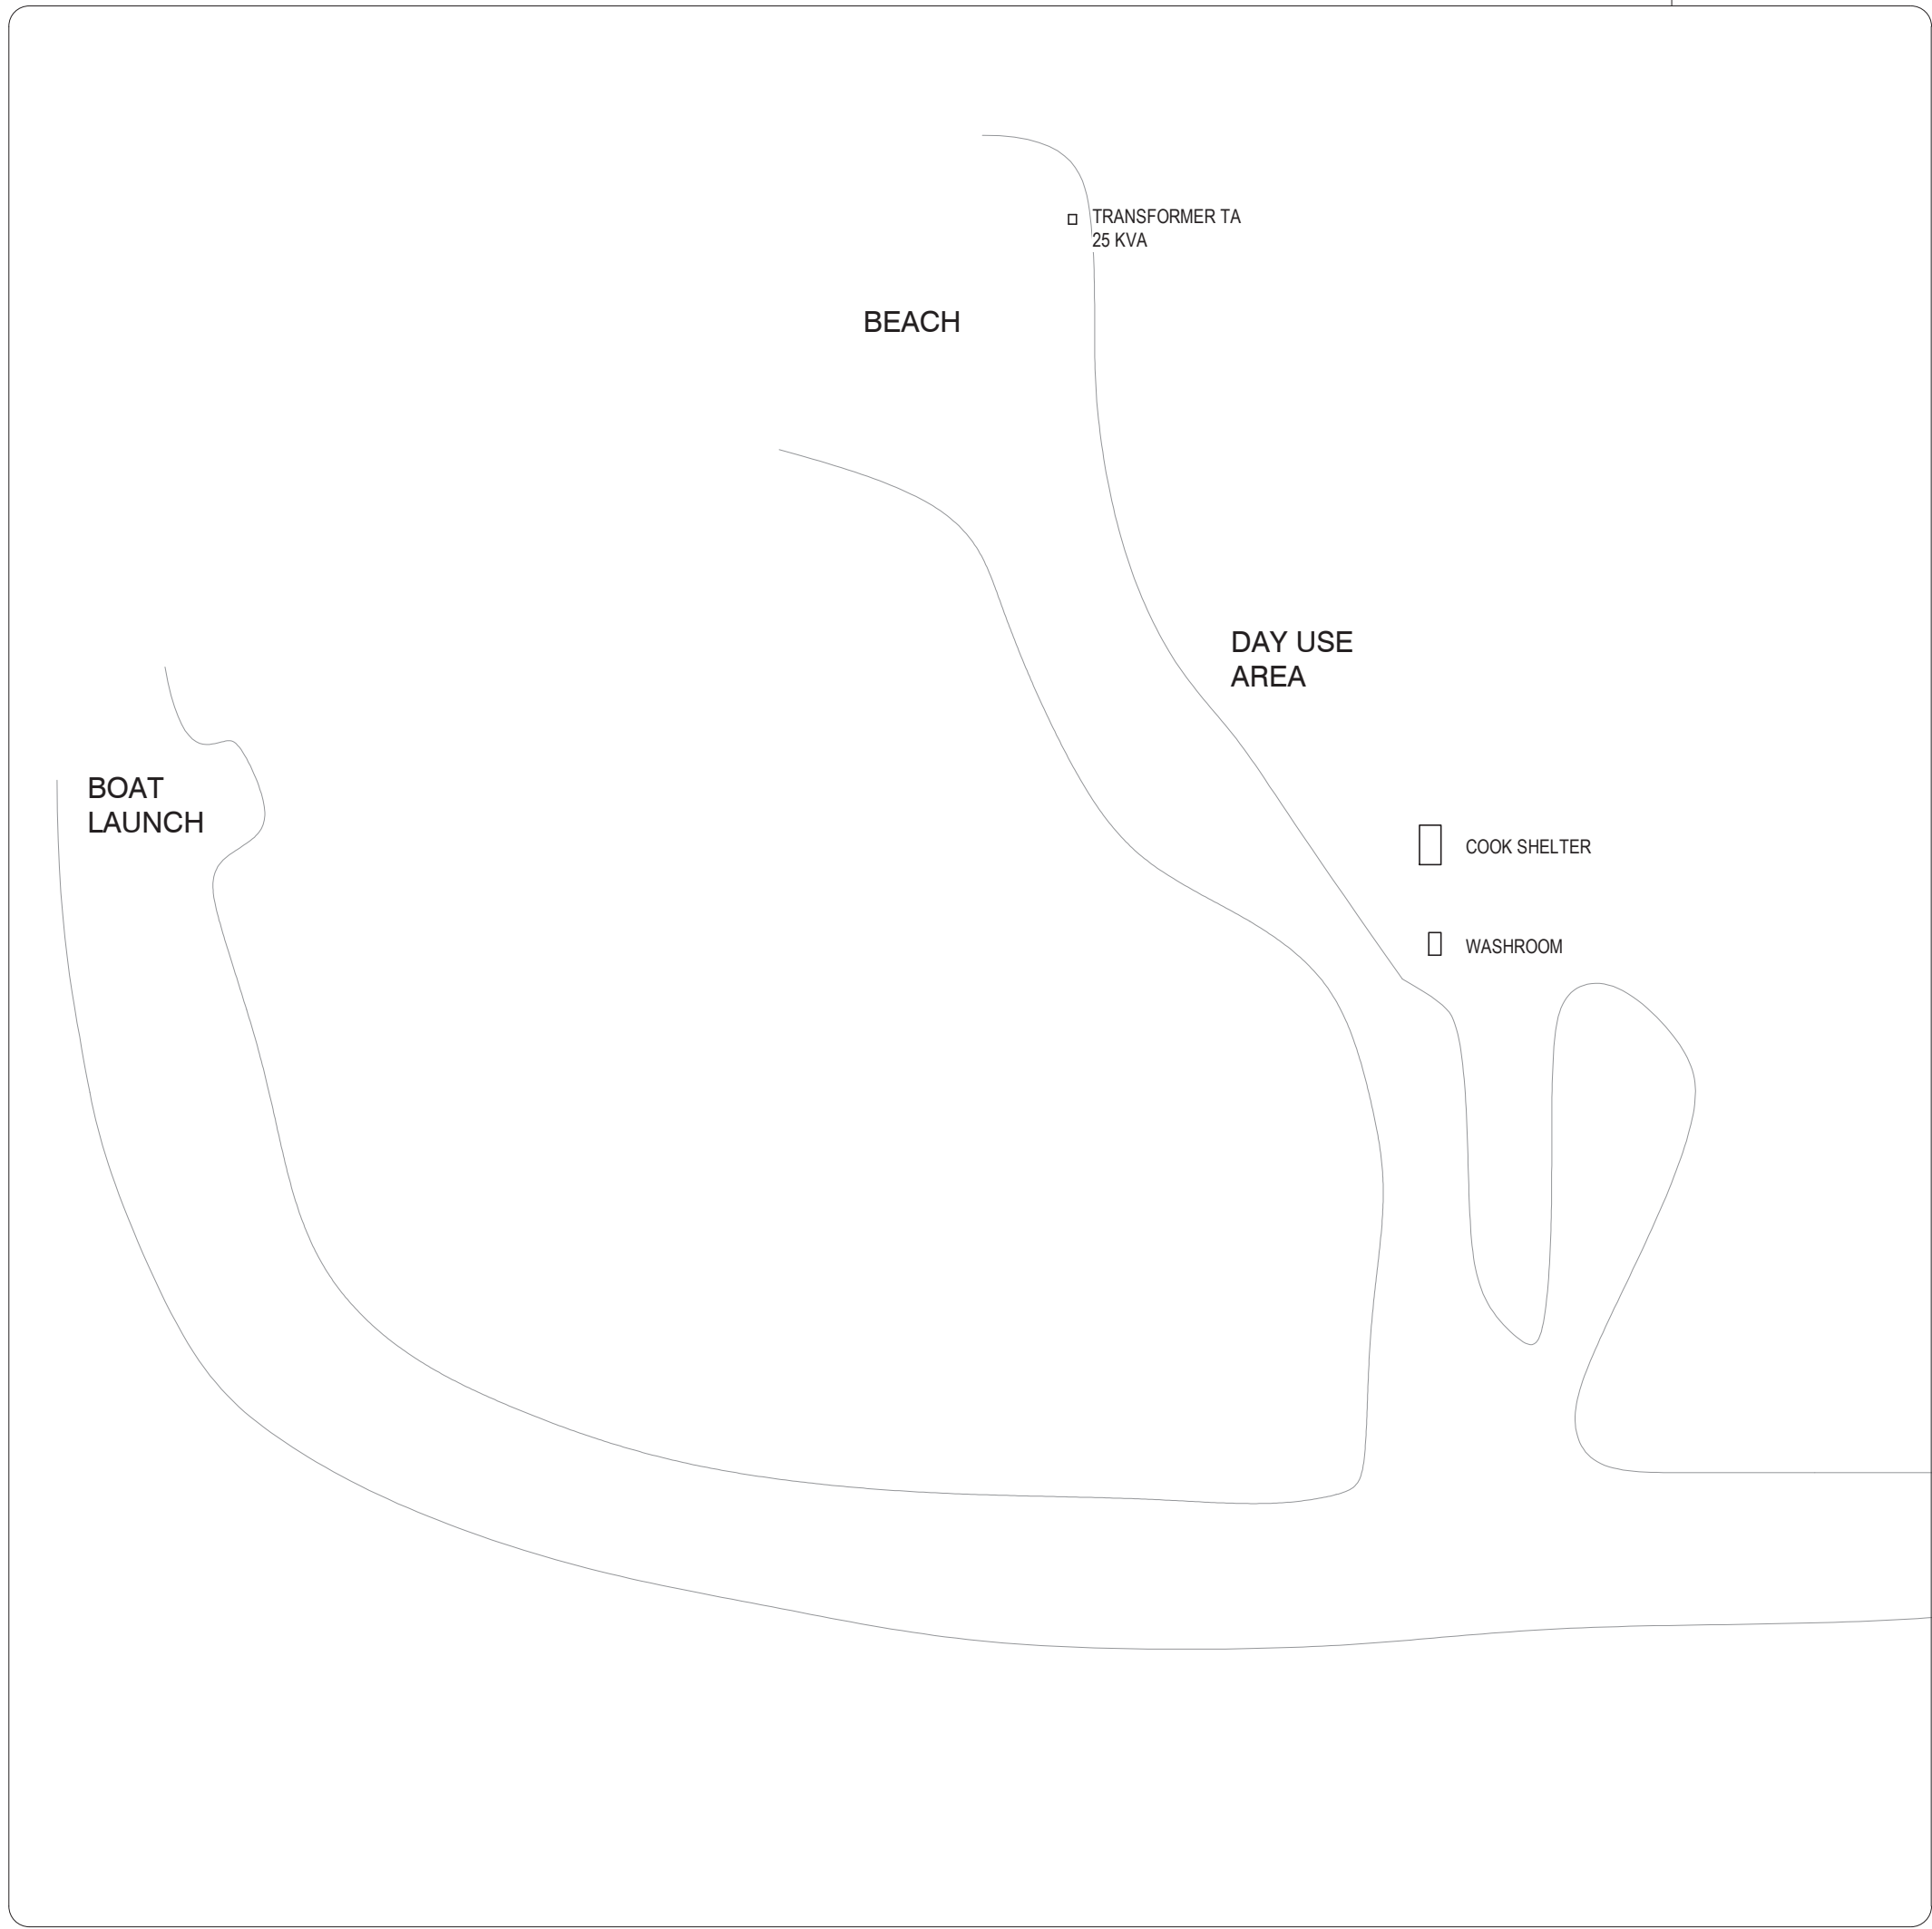 TRANSFORMER TA
25 KVA
BEACH
DAY USE
AREA
BOAT
LAUNCH
COOK SHELTER
WASHROOM